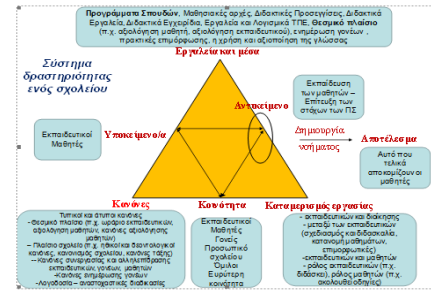 Προγράμματα Σπουδών, Μαθησιακές αρχές, Διδακτικές Προσεγγίσεις, Διδακτικά
Εργαλεία, Διδακτικά Εγχειρίδια, Εργαλεία και Λογισμικά ΤΠΕ, Θεσμικό πλαίσιο
(π.χ. αξιολόγηση μαθητή, αξιολόγηση εκπαιδευτικού), ενημέρωση γονέων ,
πρακτικές επιμόρφωσης, η χρήση και αξιοποίηση της γλώσσας
Εργαλεία και μέσα
Σύστημα
δραστηριότητας
ενός σχολείου
Εκπαίδευση
των μαθητών –
Επίτευξη των
στόχων των ΠΣ
Αντικείμενο
Εκπαιδευτικοί
Μαθητές
Υποκείμενο/α
Δημιουργία
νοήματος
Αποτέλεσμα
Αυτό που
τελικά
αποκομίζουν οι
μαθητές
Κανόνες
Κοινότητα
Καταμερισμός εργασίας
Τυπικοί και άτυποι κανόνες
- Θεσμικό πλαίσιο (π.χ. ωράριο εκπαιδευτικών,
αξιολόγηση μαθητών, κανόνες αξιολόγησης
μαθητών)
– Πλαίσιο σχολείου (π.χ. ηθικοί και δεοντολογικοί
κανόνες, κανονισμός σχολείου, κανόνες τάξης)
– Κανόνες συνεργασίας και αλληλεπίδρασης
εκπαιδευτικών, γονέων, μαθητών
-Κανόνες ενημέρωσης γονέων
-Λογοδοσία – αναστοχαστικές διαδικασίες
Εκπαιδευτικοί
Μαθητές
Γονείς
Προσωπικό
σχολείου
Όμιλοι
Ευρύτερη
κοινότητα
- εκπαιδευτικών και διοίκησης
- μεταξύ των εκπαιδευτικών
(σχεδιασμός και διδασκαλία,
κατανομή μαθημάτων,
επιμορφωτικές)
-εκπαιδευτικών και μαθητών
- ρόλος εκπαιδευτικών (π.χ.
διδάσκω), ρόλος μαθητών (π.χ.
ακολουθεί οδηγίες)